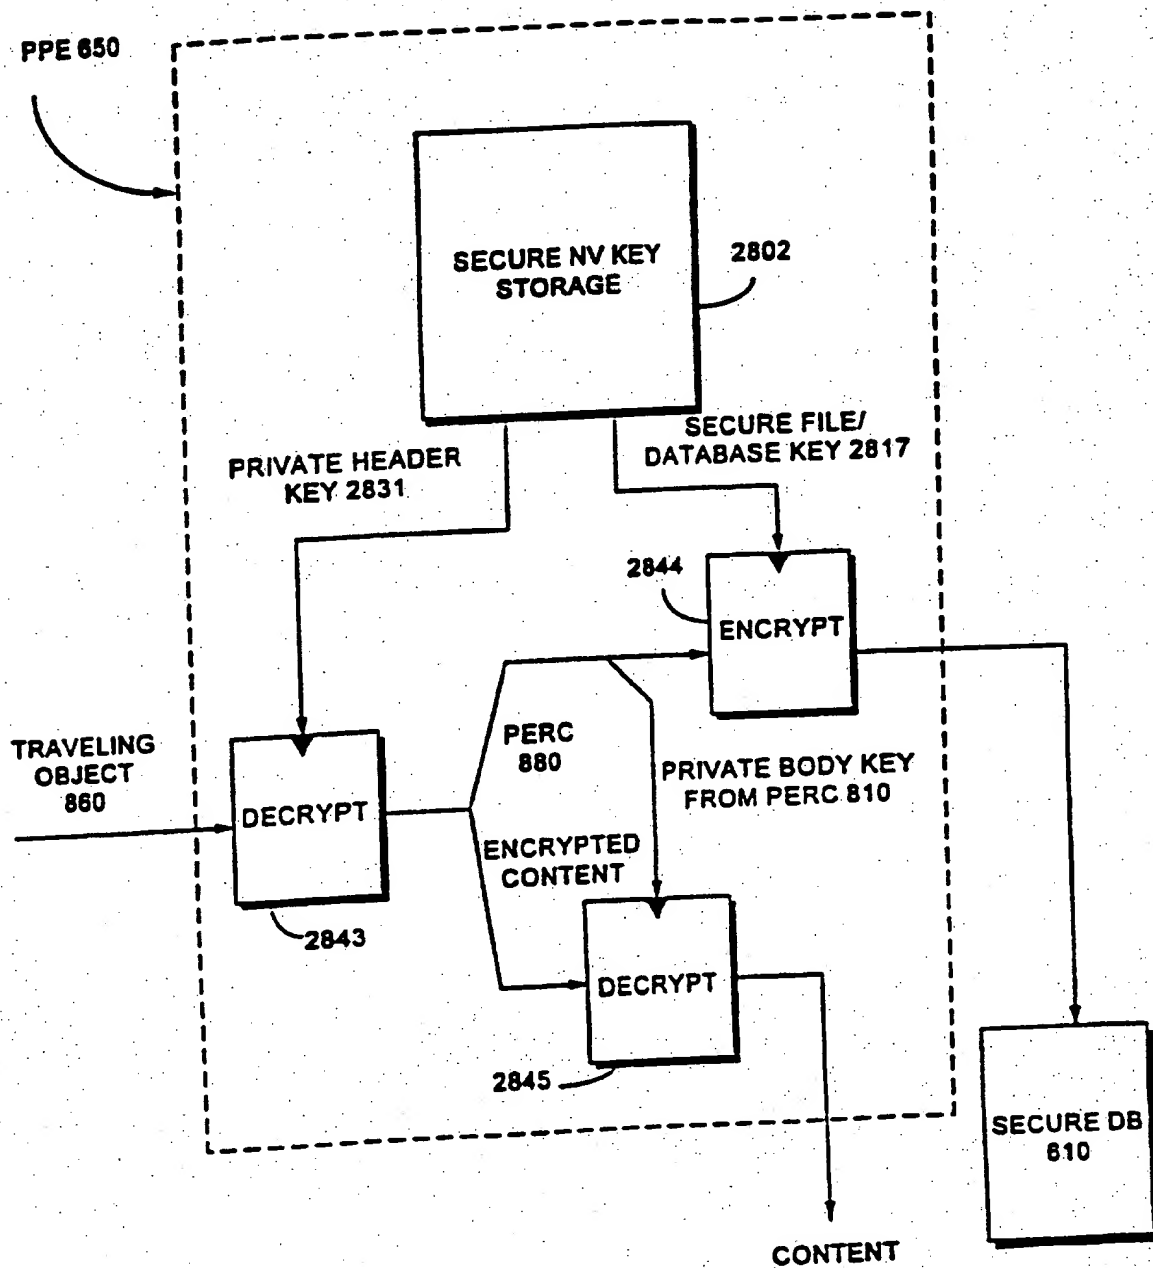 PPE 650
SECURE NV KEY
STORAGE
2802
SECURE FILE/
DATABASE KEY 2817
PRIVATE HEADER
KEY 2831
2844
ENCRYPT
TRAVELING
OBJECT
860
DECRYPT
PERC
880
PRIVATE BODY KEY
FROM PERC 810
ENCRYPTED
CONTENT
2843
DECRYPT
2845
SECURE DB
610
CONTENT